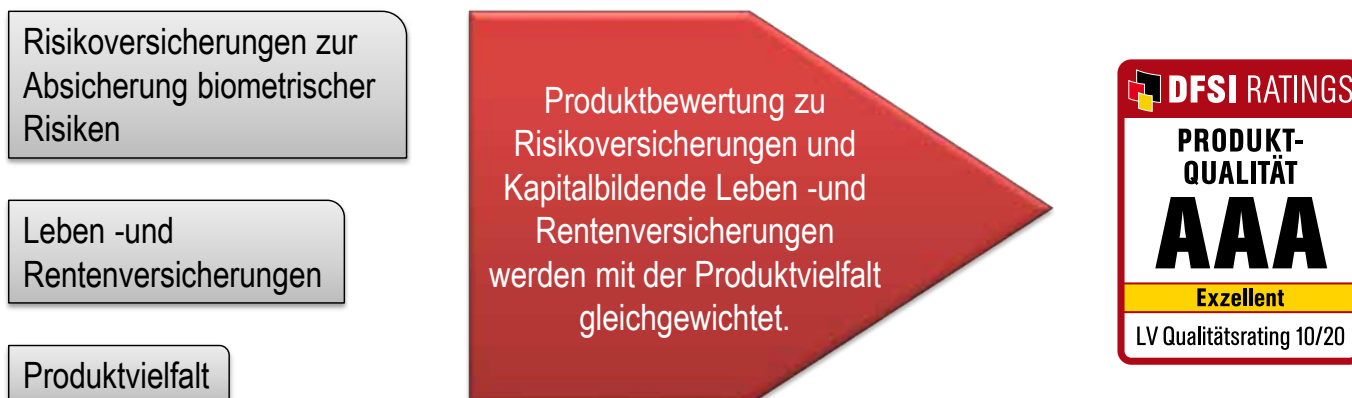 Risikoversicherungen zur
Absicherung biometrischer
Risiken
Leben -und
Rentenversicherungen
Produktvielfalt
Produktbewertung zu
Risikoversicherungen und
Kapitalbildende Leben -und
Rentenversicherungen
werden mit der Produktvielfalt
gleichgewichtet.
DFSI RATINGS
PRODUKT-
QUALITÄT
AAA
Exzellent
LV Qualitätsrating 10/20